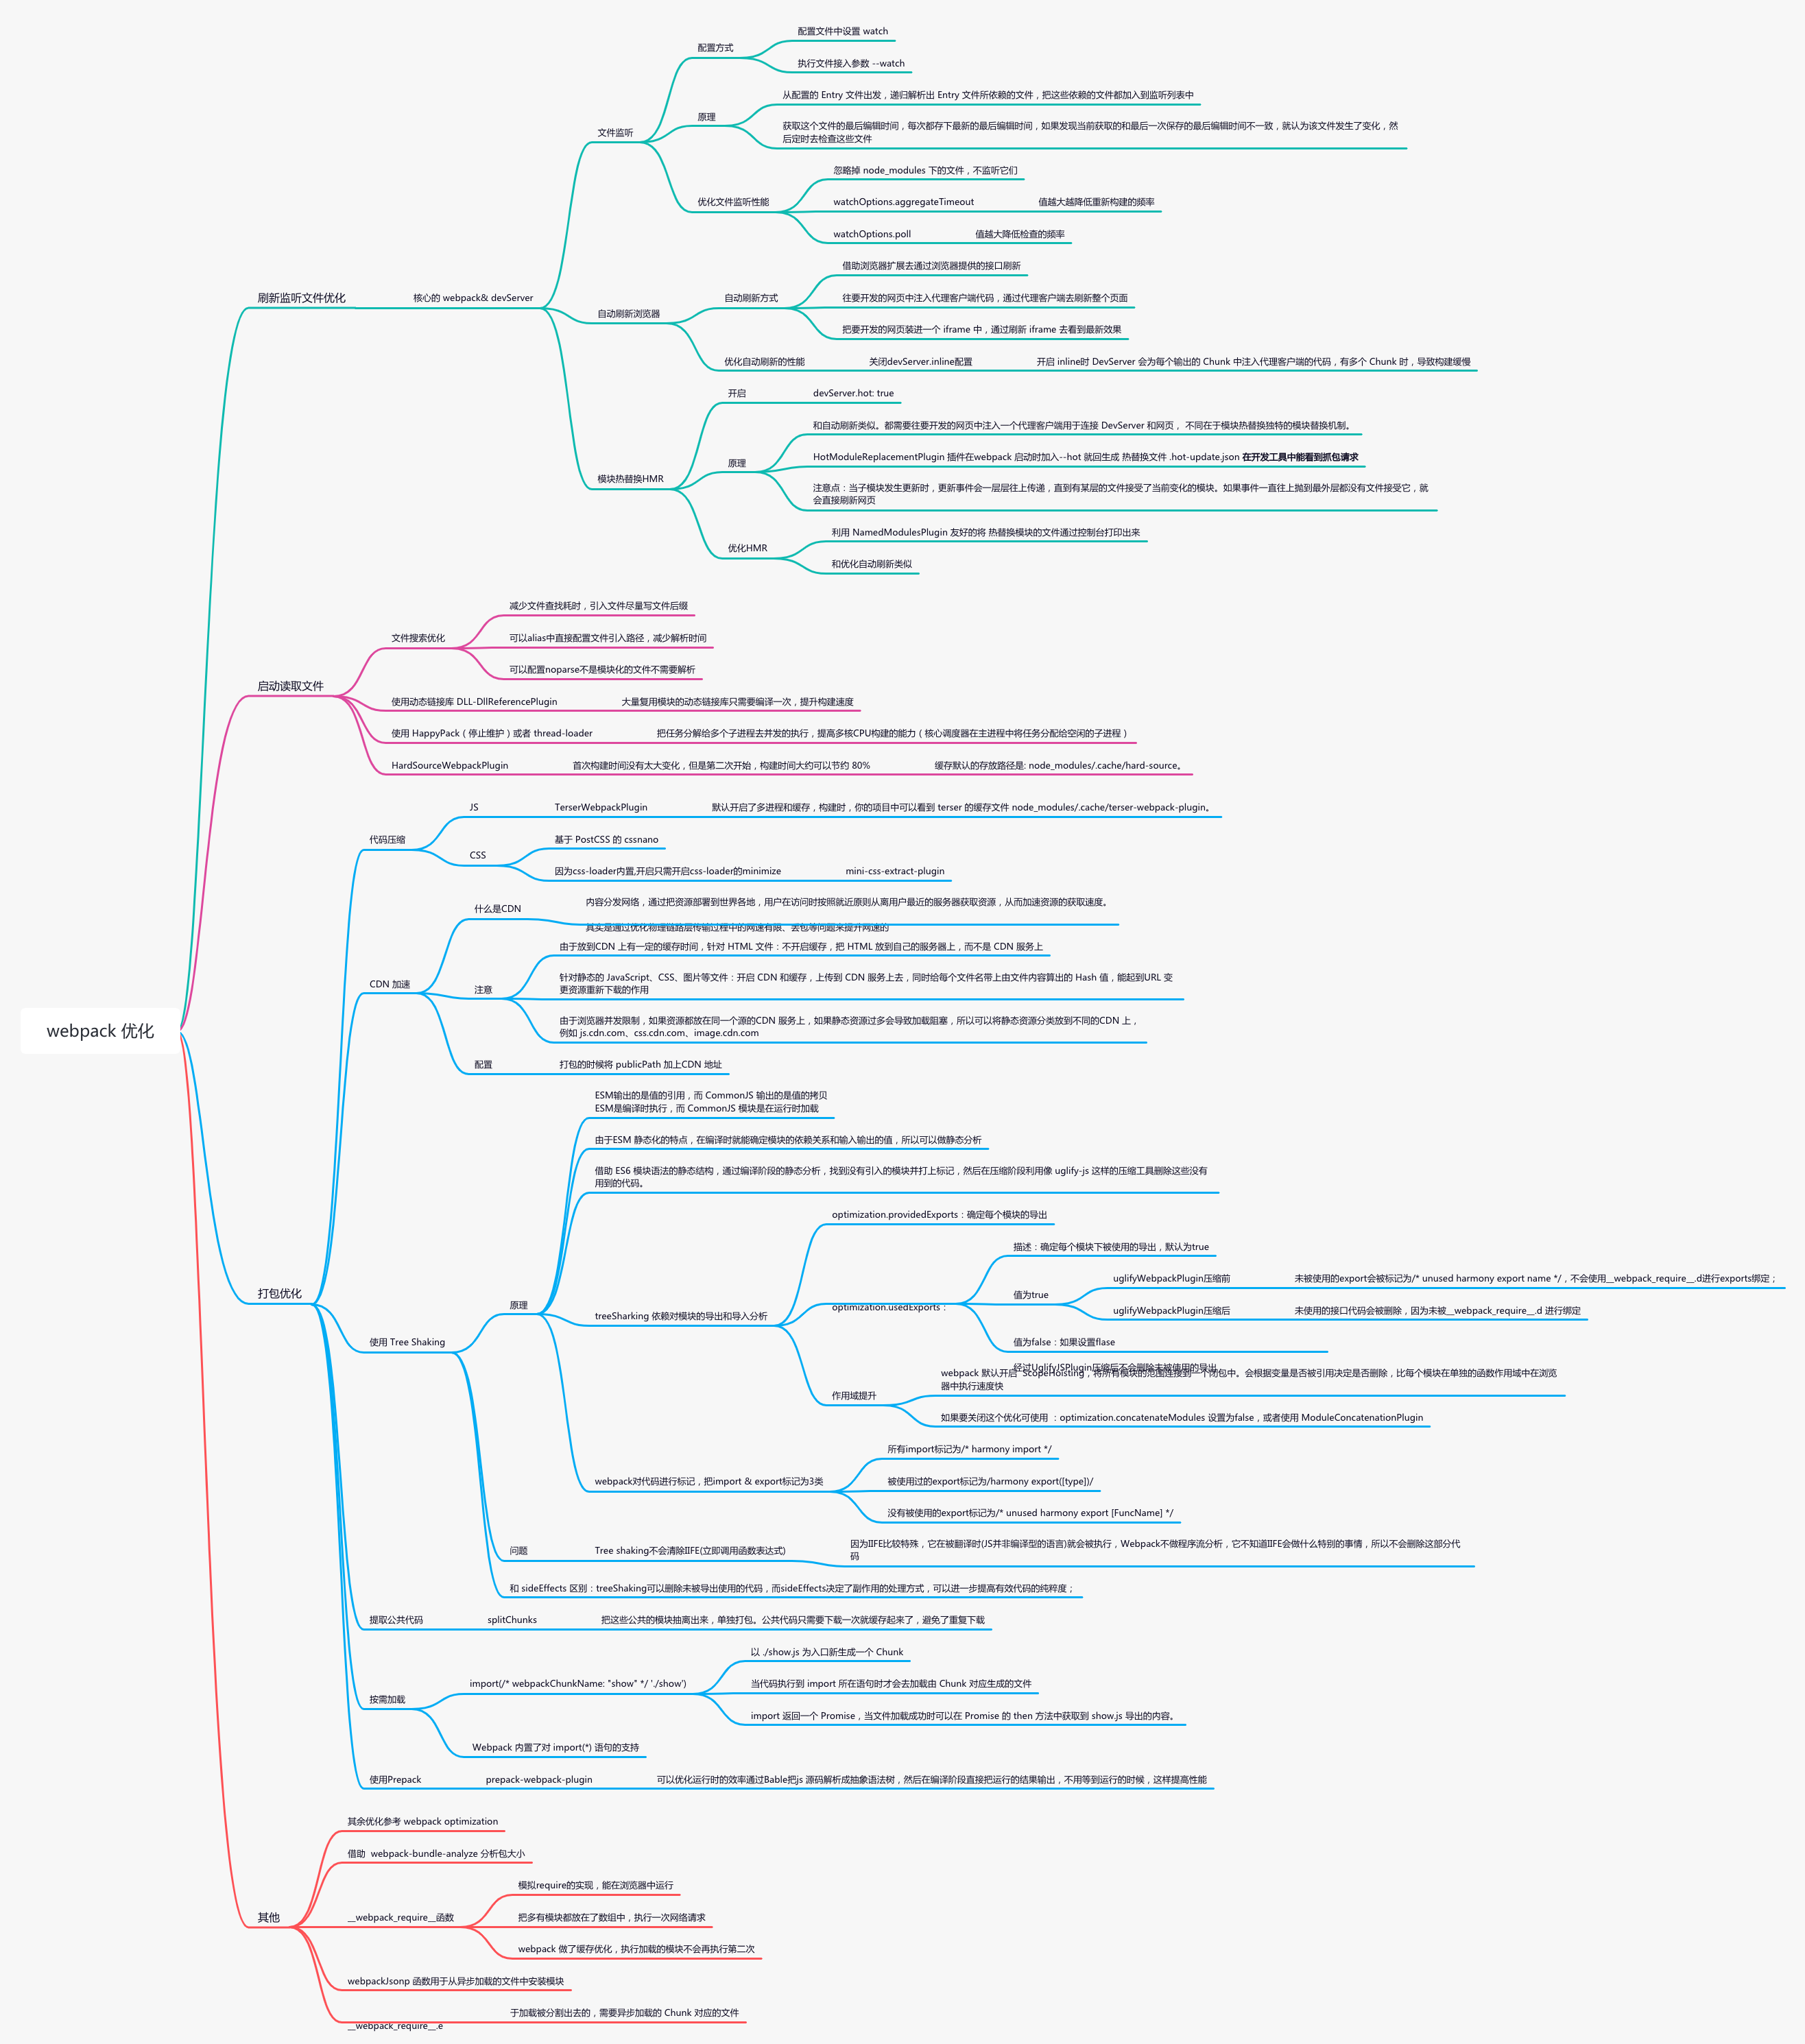 webpack 优化
刷新监听文件优化
核心的 webpack& devServer
文件监听
配置方式
配置文件中设置 watch
执行文件接入参数 --watch
原理
从配置的 Entry 文件出发，递归解析出 Entry 文件所依赖的文件，把这些依赖的文件都加入到监听列表中
获取这个文件的最后编辑时间，每次都存下最新的最后编辑时间，如果发现当前获取的和最后一次保存的最后编辑时间不一致，就认为该文件发生了变化，然
后定时去检查这些文件
优化文件监听性能
忽略掉 node_modules 下的文件，不监听它们
watchOptions.aggregateTimeout
值越大越降低重新构建的频率
watchOptions.poll
值越大降低检查的频率
自动刷新浏览器
自动刷新方式
借助浏览器扩展去通过浏览器提供的接口刷新
往要开发的网页中注入代理客户端代码，通过代理客户端去刷新整个页面
把要开发的网页装进一个 iframe 中，通过刷新 iframe 去看到最新效果
优化自动刷新的性能
关闭devServer.inline配置
开启 inline时 DevServer 会为每个输出的 Chunk 中注入代理客户端的代码，有多个 Chunk 时，导致构建缓慢
模块热替换HMR
开启
devServer.hot: true
原理
和自动刷新类似。都需要往要开发的网页中注入一个代理客户端用于连接 DevServer 和网页， 不同在于模块热替换独特的模块替换机制。
HotModuleReplacementPlugin 插件在webpack 启动时加入--hot 就回生成 热替换文件 .hot-update.json 在开发工具中能看到抓包请求
注意点：当子模块发生更新时，更新事件会一层层往上传递，直到有某层的文件接受了当前变化的模块。如果事件一直往上抛到最外层都没有文件接受它，就
会直接刷新网页
优化HMR
利用 NamedModulesPlugin 友好的将 热替换模块的文件通过控制台打印出来
和优化自动刷新类似
启动读取文件
文件搜索优化
减少文件查找耗时，引入文件尽量写文件后缀
可以alias中直接配置文件引入路径，减少解析时间
可以配置noparse不是模块化的文件不需要解析
使用动态链接库 DLL-DllReferencePlugin
大量复用模块的动态链接库只需要编译一次，提升构建速度
使用 HappyPack（停止维护）或者 thread-loader
把任务分解给多个子进程去并发的执行，提高多核CPU构建的能力（核心调度器在主进程中将任务分配给空闲的子进程）
HardSourceWebpackPlugin
首次构建时间没有太大变化，但是第二次开始，构建时间大约可以节约 80%
缓存默认的存放路径是: node_modules/.cache/hard-source。
打包优化
代码压缩
JS
TerserWebpackPlugin
默认开启了多进程和缓存，构建时，你的项目中可以看到 terser 的缓存文件 node_modules/.cache/terser-webpack-plugin。
CSS
基于 PostCSS 的 cssnano
因为css-loader内置,开启只需开启css-loader的minimize
mini-css-extract-plugin
CDN 加速
什么是CDN
内容分发网络，通过把资源部署到世界各地，用户在访问时按照就近原则从离用户最近的服务器获取资源，从而加速资源的获取速度。
其实是通过优化物理链路层传输过程中的网速有限、丢包等问题来提升网速的
注意
由于放到CDN 上有一定的缓存时间，针对 HTML 文件：不开启缓存，把 HTML 放到自己的服务器上，而不是 CDN 服务上
针对静态的 JavaScript、CSS、图片等文件：开启 CDN 和缓存，上传到 CDN 服务上去，同时给每个文件名带上由文件内容算出的 Hash 值，能起到URL 变
更资源重新下载的作用
由于浏览器并发限制，如果资源都放在同一个源的CDN 服务上，如果静态资源过多会导致加载阻塞，所以可以将静态资源分类放到不同的CDN 上，
例如 js.cdn.com、css.cdn.com、image.cdn.com
配置
打包的时候将 publicPath 加上CDN 地址
使用 Tree Shaking
原理
ESM输出的是值的引用，而 CommonJS 输出的是值的拷贝
ESM是编译时执行，而 CommonJS 模块是在运行时加载
由于ESM 静态化的特点，在编译时就能确定模块的依赖关系和输入输出的值，所以可以做静态分析
借助 ES6 模块语法的静态结构，通过编译阶段的静态分析，找到没有引入的模块并打上标记，然后在压缩阶段利用像 uglify-js 这样的压缩工具删除这些没有
用到的代码。
treeSharking 依赖对模块的导出和导入分析
optimization.providedExports：确定每个模块的导出
optimization.usedExports：
描述：确定每个模块下被使用的导出，默认为true
值为true
uglifyWebpackPlugin压缩前
未被使用的export会被标记为/* unused harmony export name */，不会使用__webpack_require__.d进行exports绑定；
uglifyWebpackPlugin压缩后
未使用的接口代码会被删除，因为未被__webpack_require__.d 进行绑定
值为false：如果设置flase
经过UglifyJSPlugin压缩后不会删除未被使用的导出
作用域提升
webpack 默认开启 ScopeHoisting，将所有模块的范围连接到一个闭包中。会根据变量是否被引用决定是否删除，比每个模块在单独的函数作用域中在浏览
器中执行速度快
如果要关闭这个优化可使用 ：optimization.concatenateModules 设置为false，或者使用 ModuleConcatenationPlugin
webpack对代码进行标记，把import & export标记为3类
所有import标记为/* harmony import */
被使用过的export标记为/harmony export([type])/
没有被使用的export标记为/* unused harmony export [FuncName] */
问题
Tree shaking不会清除IIFE(立即调用函数表达式)
因为IIFE比较特殊，它在被翻译时(JS并非编译型的语言)就会被执行，Webpack不做程序流分析，它不知道IIFE会做什么特别的事情，所以不会删除这部分代
码
和 sideEffects 区别：treeShaking可以删除未被导出使用的代码，而sideEffects决定了副作用的处理方式，可以进一步提高有效代码的纯粹度；
提取公共代码
splitChunks
把这些公共的模块抽离出来，单独打包。公共代码只需要下载一次就缓存起来了，避免了重复下载
按需加载
import(/* webpackChunkName: "show" */ './show')
以 ./show.js 为入口新生成一个 Chunk
当代码执行到 import 所在语句时才会去加载由 Chunk 对应生成的文件
import 返回一个 Promise，当文件加载成功时可以在 Promise 的 then 方法中获取到 show.js 导出的内容。
Webpack 内置了对 import(*) 语句的支持
使用Prepack
prepack-webpack-plugin
可以优化运行时的效率通过Bable把js 源码解析成抽象语法树，然后在编译阶段直接把运行的结果输出，不用等到运行的时候，这样提高性能
其他
其余优化参考 webpack optimization
借助 webpack-bundle-analyze 分析包大小
__webpack_require__函数
模拟require的实现，能在浏览器中运行
把多有模块都放在了数组中，执行一次网络请求
webpack 做了缓存优化，执行加载的模块不会再执行第二次
webpackJsonp 函数用于从异步加载的文件中安装模块
__webpack_require__.e
于加载被分割出去的，需要异步加载的 Chunk 对应的文件